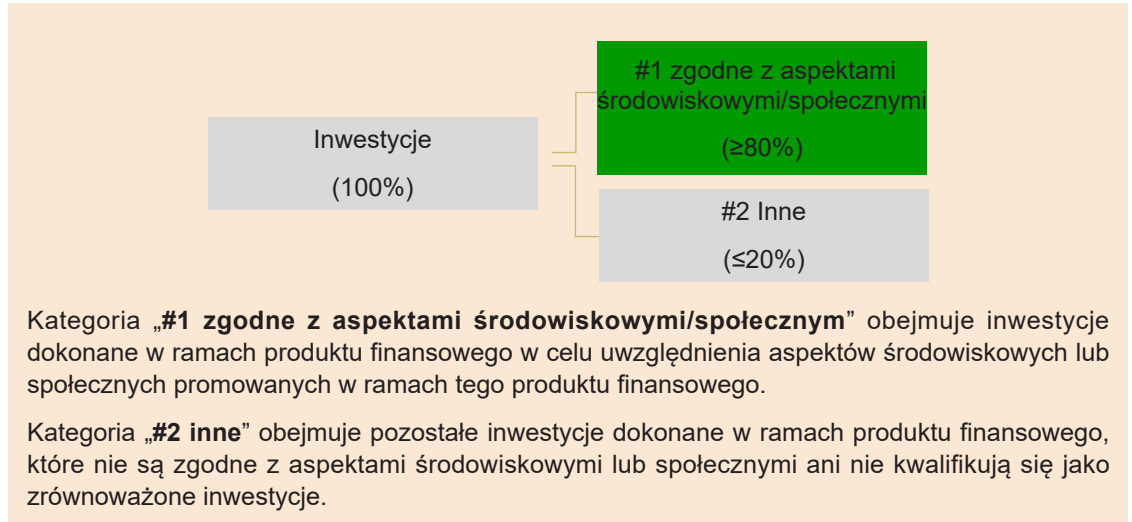 #1 zgodne z aspektami
środowiskowymi/społecznymi
(≥80%)
Inwestycje
(100%)
#2 Inne
(≤20%)
Kategoria „#1 zgodne z aspektami środowiskowymi/społecznym” obejmuje inwestycje
dokonane w ramach produktu finansowego w celu uwzględnienia aspektów środowiskowych lub
społecznych promowanych w ramach tego produktu finansowego.
Kategoria „#2 inne” obejmuje pozostałe inwestycje dokonane w ramach produktu finansowego,
które nie są zgodne z aspektami środowiskowymi lub społecznymi ani nie kwalifikują się jako
zrównoważone inwestycje.